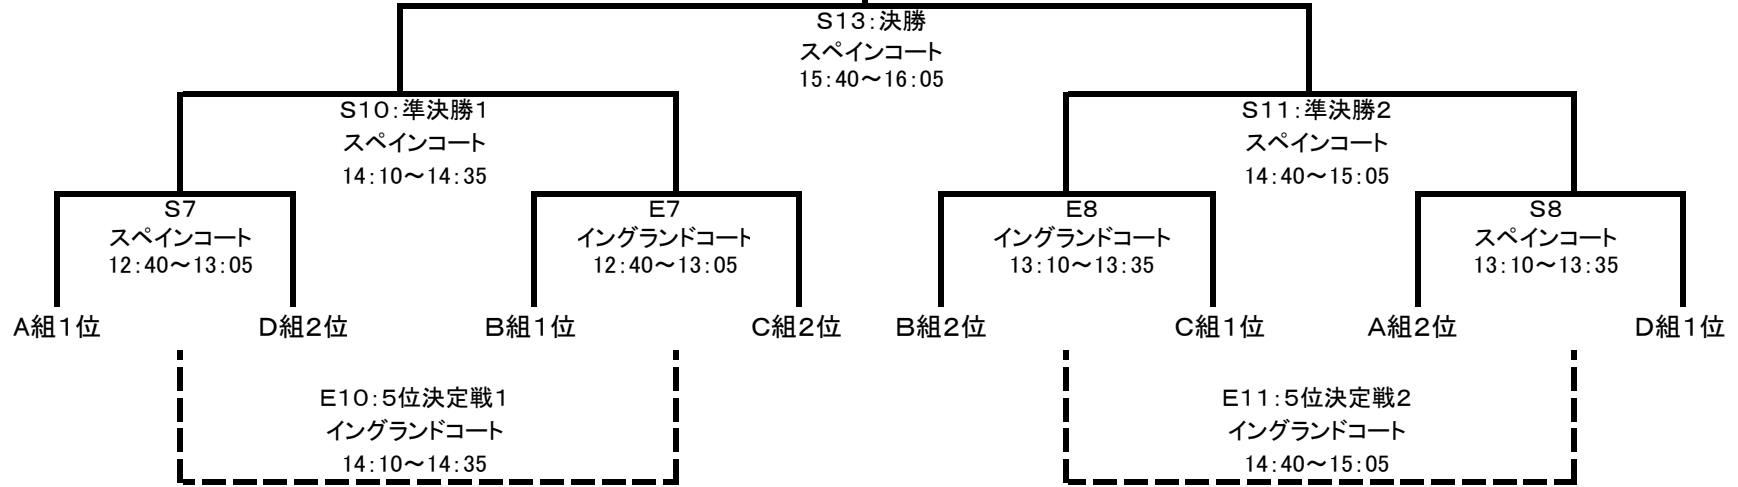 S13:決勝
スペインコート
15:40～16:05
S10:準決勝1
スペインコート
14:10～14:35
S11:準決勝2
スペインコート
14:40～15:05
S7
スペインコート
12:40～13:05
E7
イングランドコート
12:40～13:05
E8
イングランドコート
13:10～13:35
S8
スペインコート
13:10～13:35
A組1位
D組2位
B組1位
C組2位
B組2位
C組1位
A組2位
D組1位
E10:5位決定戦1
イングランドコート
14:10～14:35
E11:5位決定戦2
イングランドコート
14:40～15:05